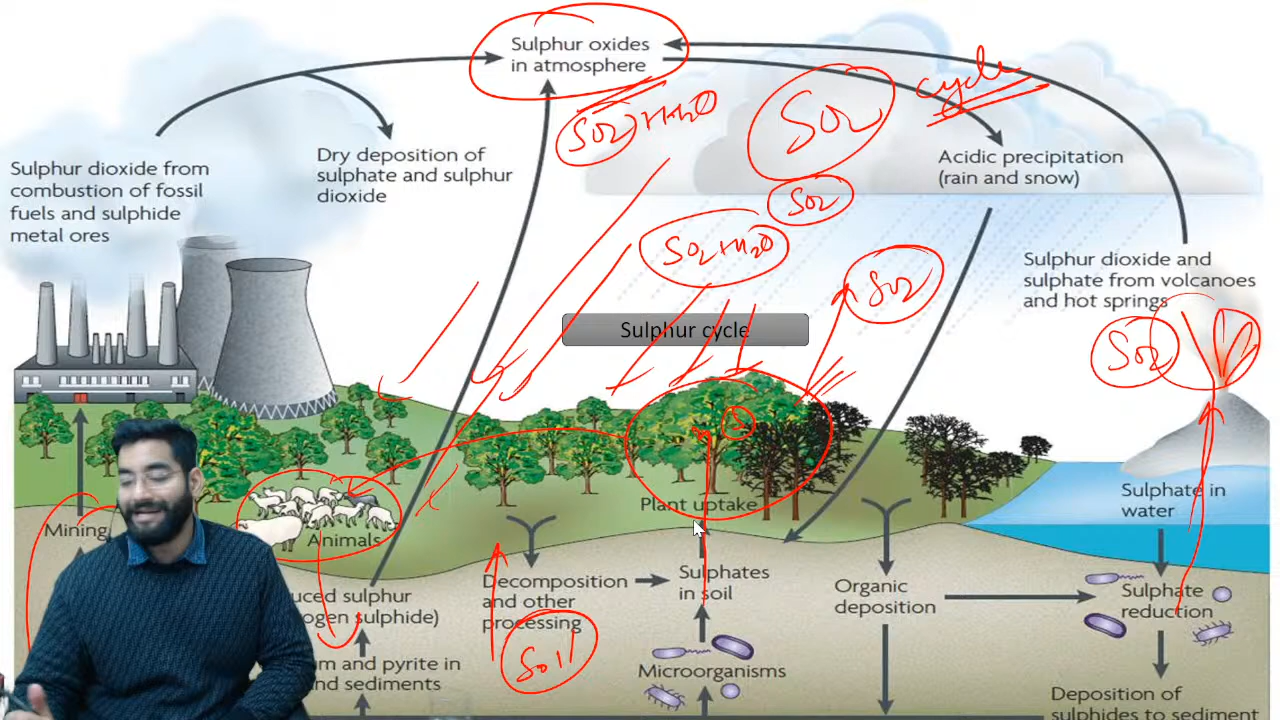 Sulphur oxides
in atmosphere
cycle
SO2
SO2 + H2O
Sulphur dioxide from
combustion of fossil
fuels and sulphide
metal ores
Dry deposition of
sulphate and sulphur
dioxide
Acidic precipitation
(rain and snow)
SO2
SO2 + H2O
SO2
Sulphur dioxide and
sulphate from volcanoes
and hot springs
Sulphur cycle
SO2
S
Plant uptake
Sulphate in
water
Mining
Animals
Decomposition
and other
processing
Sulphates
in soil
Organic
deposition
Sulphate
reduction
uced sulphur
ogen sulphide)
Soil
um and pyrite in
nd sediments
Microorganisms
Deposition of
sulphides to sediment